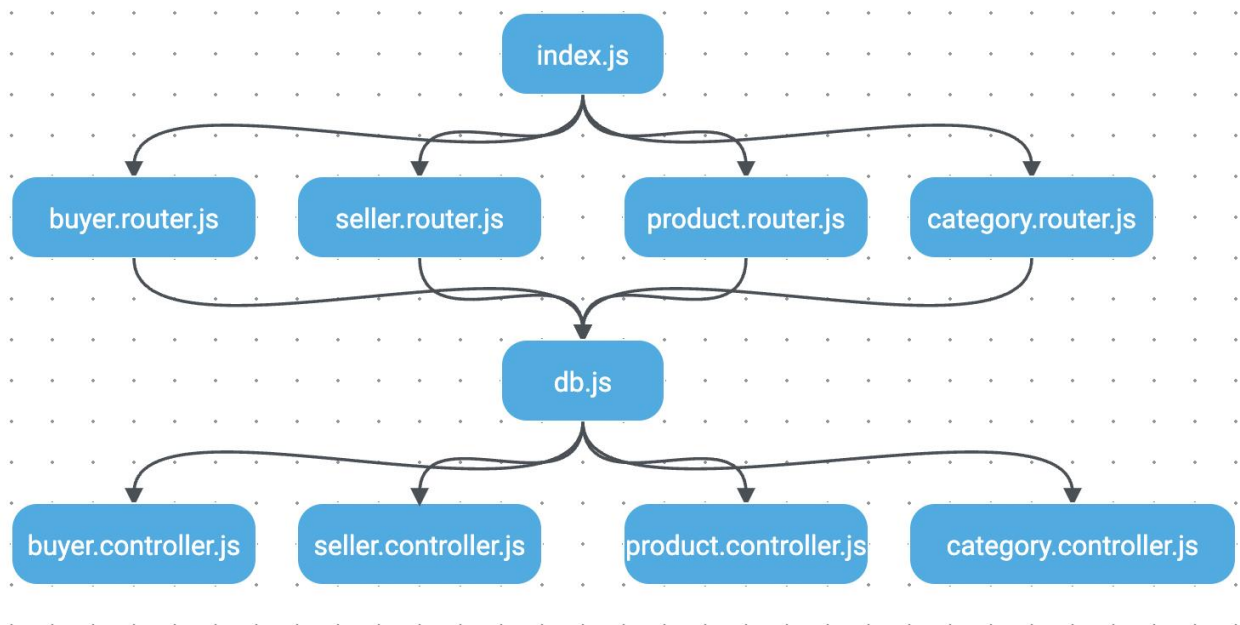 index.js
buyer.router.js
seller.router.js
product.router.js
category.router.js
db.js
buyer.controller.js
seller.controller.js
product.controller.js
category.controller.js